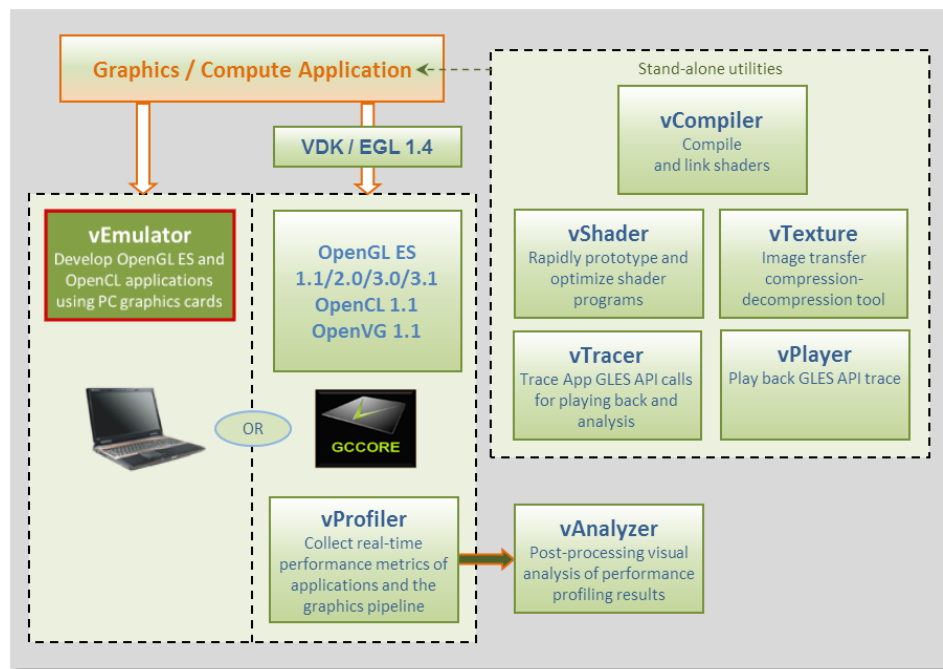 Graphics / Compute Application
VDK / EGL 1.4
vEmulator
Develop OpenGL ES and
OpenCL applications
using PC graphics cards
OpenGL ES
1.1/2.0/3.0/3.1
OpenCL 1.1
OpenVG 1.1
OR
GCCORE
vProfiler
Collect real-time
performance metrics of
applications and the
graphics pipeline
vAnalyzer
Post-processing visual
analysis of performance
profiling results
Stand-alone utilities
vCompiler
Compile
and link shaders
vShader
Rapidly prototype and
optimize shader
programs
vTexture
Image transfer
compression-
decompression tool
vTracer
Trace App GLES API calls
for playing back and
analysis
vPlayer
Play back GLES API trace